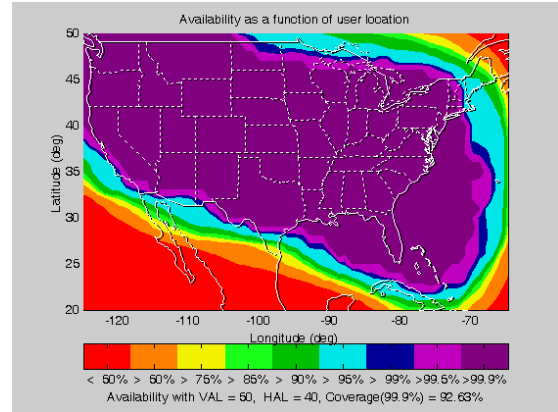 Availability as a function of user location
50
45
40
35
30
25
20
Latitude (deg)
-120 -110 -100 -90 -80 -70
Longitude (deg)
< 50% > 50% > 75% > 85% > 90% > 95% > 99% >99.5% >99.9%
Availability with VAL = 50, HAL = 40, Coverage(99.9%) = 92.63%